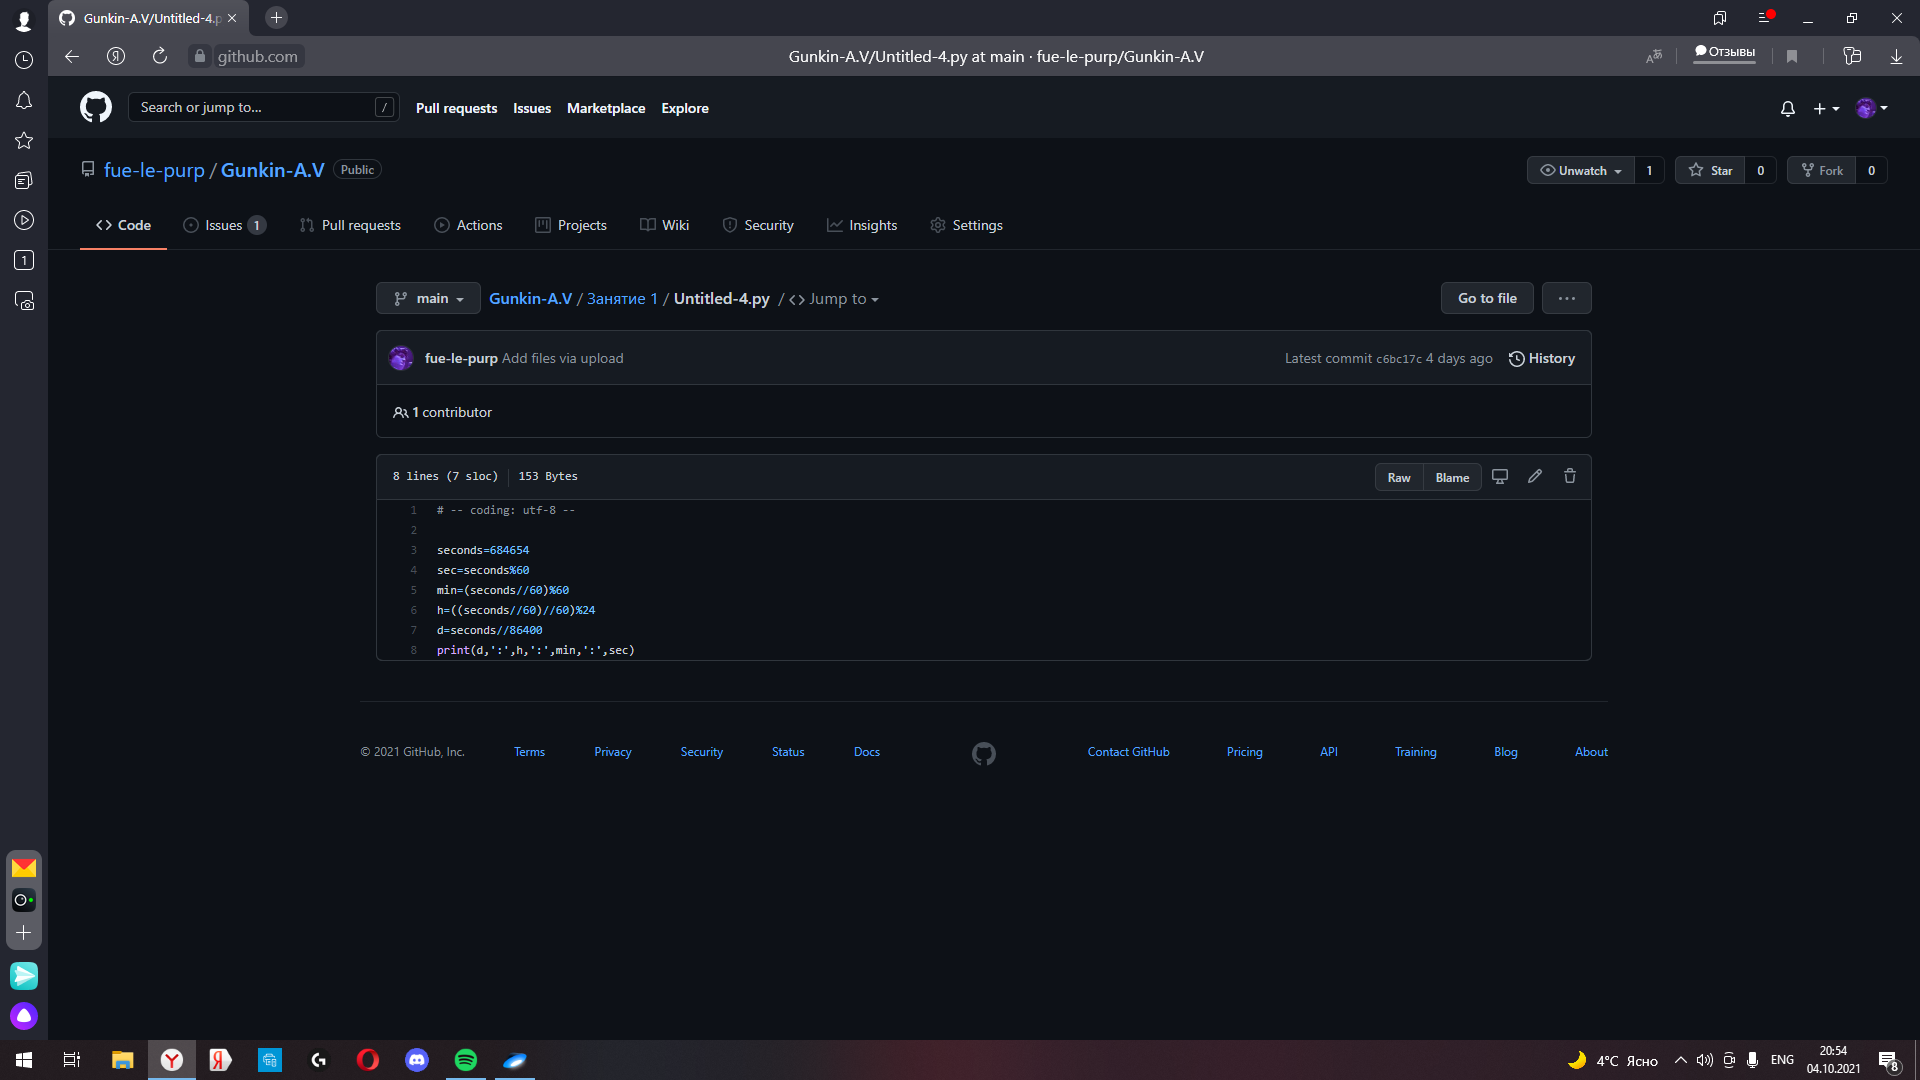 Gunkin-A.V/Untitled-4.p
github.com
Gunkin-A.V/Untitled-4.py at main · fue-le-purp/Gunkin-A.V
Отзывы
Search or jump to...
/
Pull requests
Issues
Marketplace
Explore
fue-le-purp / Gunkin-A.V
Public
Unwatch
1
Star
0
Fork
0
Code
Issues 1
Pull requests
Actions
Projects
Wiki
Security
Insights
Settings
1
main
Gunkin-A.V / Занятие 1 / Untitled-4.py / <> Jump to
Go to file
...
fue-le-purp Add files via upload
Latest commit c6bc17c 4 days ago
History
1 contributor
8 lines (7 sloc)
153 Bytes
Raw
Blame
1 # -- coding: utf-8 --
2
3 seconds=684654
4 sec=seconds%60
5 min=(seconds//60)%60
6 h=((seconds//60)//60)%24
7 d=seconds//86400
8 print(d,':',h,':',min,':',sec)
© 2021 GitHub, Inc.
Terms
Privacy
Security
Status
Docs
Contact GitHub
Pricing
API
Training
Blog
About
4°C Ясно
ENG
20:54
04.10.2021
8